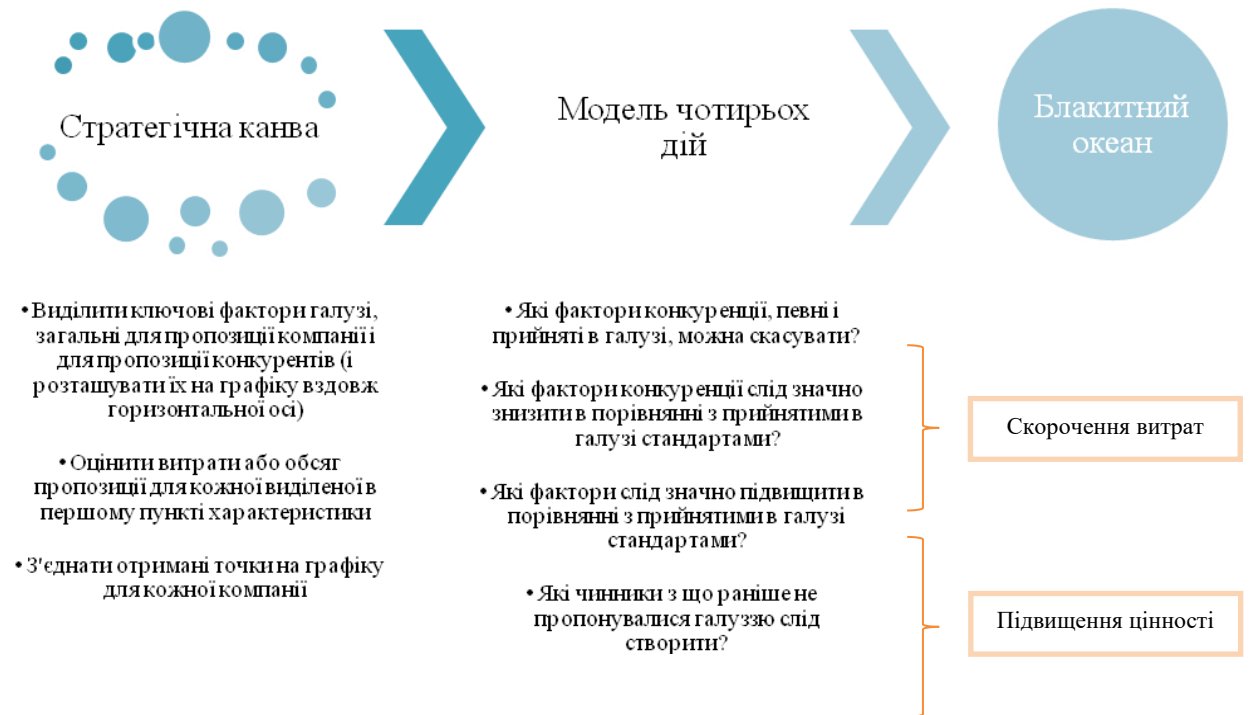 Стратегічна канва
Модель чотирьох
дій
Блакитний
океан
• Виділити ключові фактори галузі,
загальні для пропозиції компанії і
для пропозиції конкурентів (і
розташувати їх на графіку вздовж
горизонтальної осі)
• Оцінити витрати або обсяг
пропозиції для кожної виділеної в
першому пункті характеристики
• З'єднати отримані точки на графіку
для кожної компанії
• Які фактори конкуренції, певні і
прийняті в галузі, можна скасувати?
• Які фактори конкуренції слід значно
знизити в порівнянні з прийнятими в
галузі стандартами?
• Які фактори слід значно підвищити в
порівнянні з прийнятими в галузі
стандартами?
• Які чинники з що раніше не
пропонувалися галуззю слід
створити?
Скорочення витрат
Підвищення цінності